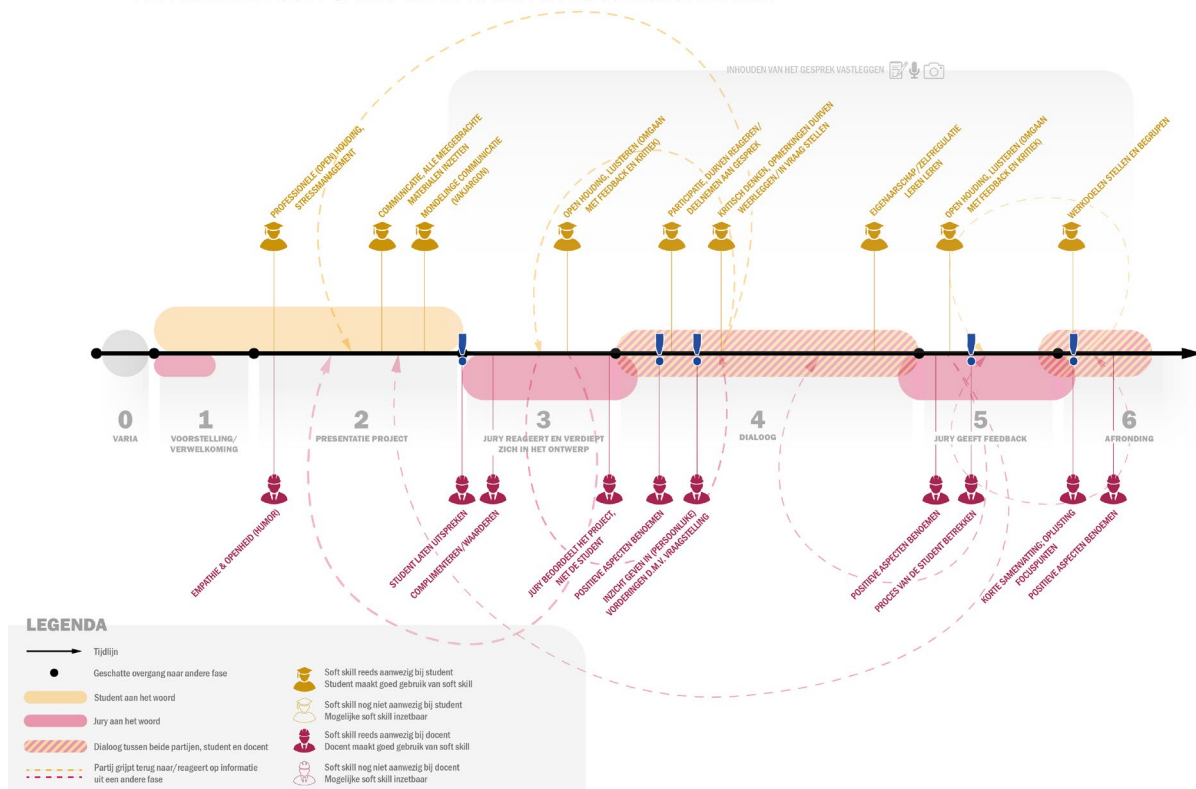 INHOUDEN VAN HET GESPREK VASTLEGGEN
PROFESSIONELE (OPEN) HOUDING,
STRESSMANAGEMENT
COMMUNICATIE, ALLE MEEGEBRACHTE
MATERIALEN INZETTEN
MONDELINGE COMMUNICATIE
(VAKJARGON)
OPEN HOUDING, LUISTEREN (OMGAAN
MET FEEDBACK EN KRITIEK)
PARTICIPATIE, DURVEN REAGEREN/
DEELNEMEN AAN GESPREK
KRITISCH DENKEN, OPMERKINGEN DURVEN
WEERLEGGEN/IN VRAAG STELLEN
EIGENAARSCHAP/ZELFREGULATIE
LEREN LEREN
OPEN HOUDING, LUISTEREN (OMGAAN
MET FEEDBACK EN KRITIEK)
WERKDOELEN STELLEN EN BEGRIJPEN
0
VARIA
1
VOORSTELLING/
VERWELKOMING
2
PRESENTATIE PROJECT
3
JURY REAGEERT EN VERDIEPT
ZICH IN HET ONTWERP
4
DIALOOG
5
JURY GEEFT FEEDBACK
6
AFRONDING
EMPATHIE & OPENHEID (HUMOR)
STUDENT LATEN UITSPREKEN
COMPLIMENTEREN/WAARDEREN
JURY BEOORDEELT HET PROJECT,
NIET DE STUDENT
POSITIEVE ASPECTEN BENOEMEN
INZICHT GEVEN IN (PERSOONLIJKE)
VORDERINGEN D.M.V. VRAAGSTELLING
POSITIEVE ASPECTEN BENOEMEN
PROCES VAN DE STUDENT BETREKKEN
KORTE SAMENVATTING; OPLIJSTING
FOCUSPUNTEN
POSITIEVE ASPECTEN BENOEMEN
LEGENDA
Tijdlijn
Geschatte overgang naar andere fase
Student aan het woord
Jury aan het woord
Dialoog tussen beide partijen, student en docent
Partij grijpt terug naar/reageert op informatie
uit een andere fase
Soft skill reeds aanwezig bij student
Student maakt goed gebruik van soft skill
Soft skill nog niet aanwezig bij student
Mogelijke soft skill inzetbaar
Soft skill reeds aanwezig bij docent
Docent maakt goed gebruik van soft skill
Soft skill nog niet aanwezig bij docent
Mogelijke soft skill inzetbaar